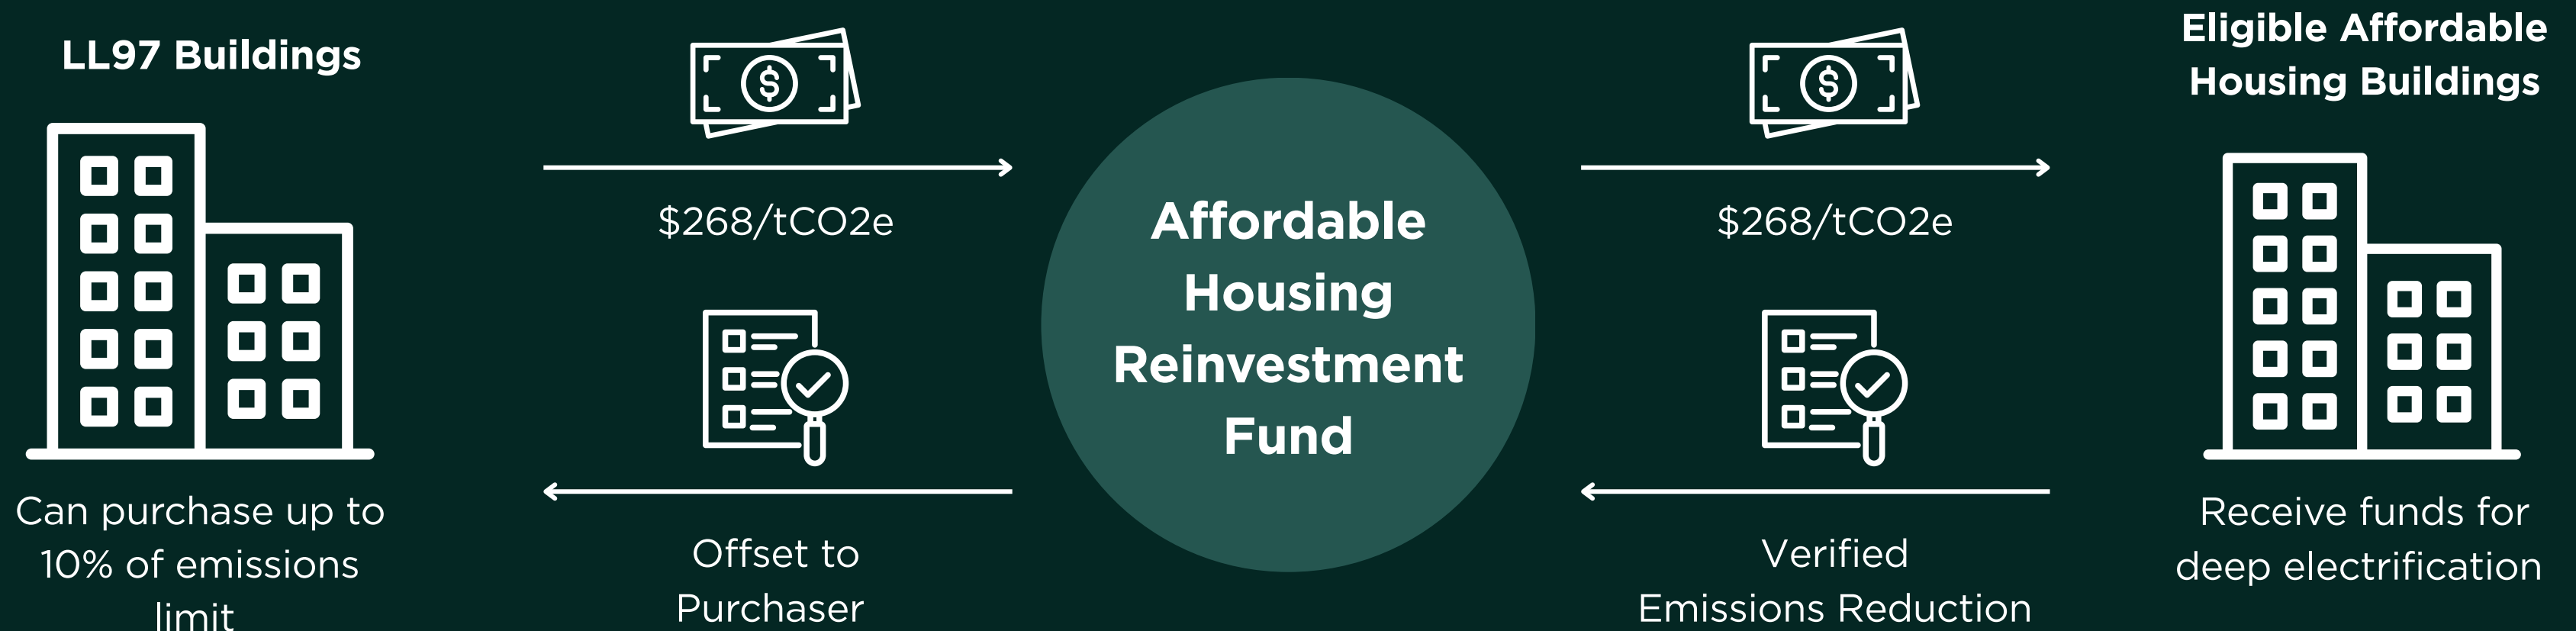 LL97 Buildings
Can purchase up to
10% of emissions
limit
$268/tCO2e
Offset to
Purchaser
Affordable
Housing
Reinvestment
Fund
$268/tCO2e
Verified
Emissions Reduction
Eligible Affordable
Housing Buildings
Receive funds for
deep electrification